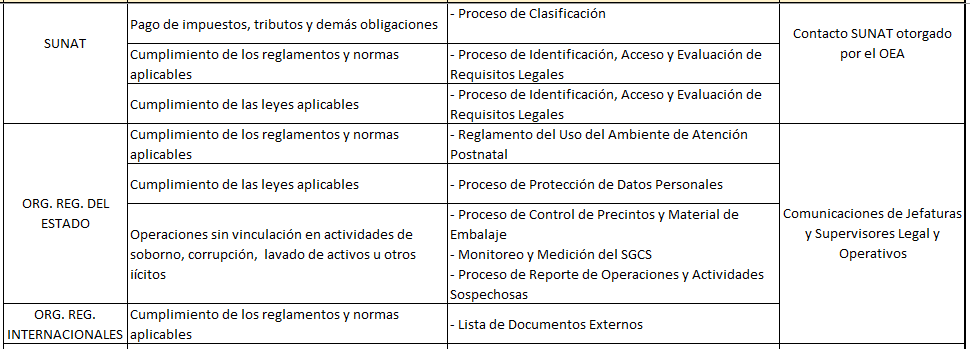 SUNAT
Pago de impuestos, tributos y demás obligaciones
- Proceso de Clasificación
Cumplimiento de los reglamentos y normas
aplicables
- Proceso de Identificación, Acceso y Evaluación de
Requisitos Legales
Cumplimiento de las leyes aplicables
- Proceso de Identificación, Acceso y Evaluación de
Requisitos Legales
Contacto SUNAT otorgado
por el OEA
ORG. REG. DEL
ESTADO
Cumplimiento de los reglamentos y normas
aplicables
- Reglamento del Uso del Ambiente de Atención
Postnatal
Cumplimiento de las leyes aplicables
- Proceso de Protección de Datos Personales
Operaciones sin vinculación en actividades de
soborno, corrupción,  lavado de activos u otros
iícitos
- Proceso de Control de Precintos y Material de
Embalaje
- Monitoreo y Medición del SGCS
- Proceso de Reporte de Operaciones y Actividades
Sospechosas
Comunicaciones de Jefaturas
y Supervisores Legal y
Operativos
ORG. REG.
INTERNACIONALES
Cumplimiento de los reglamentos y normas
aplicables
- Lista de Documentos Externos